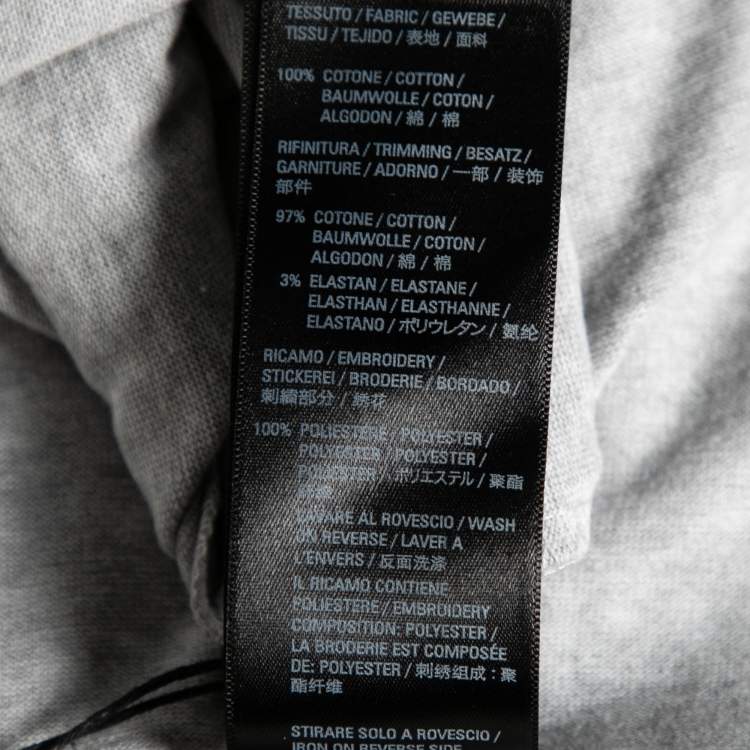 TESSUTO / FABRIC / GEWEBE /
TISSU / TEJIDO / 表地 / 面料
100% COTONE / COTTON /
BAUMWOLLE / COTON /
ALGODON / 綿 / 棉
RIFINITURA / TRIMMING / BESATZ /
GARNITURE / ADORNO / 一部 / 装饰
部件
97% COTONE / COTTON /
BAUMWOLLE / COTON /
ALGODON / 綿 / 棉
3% ELASTAN / ELASTANE /
ELASTHAN / ELASTHANNE /
ELASTANO / ポリウレタン / 氨纶
RICAMO / EMBROIDERY /
STICKEREI / BRODERIE / BORDADO /
刺繍部分 / 绣花
100% POLIESTERE / POLYESTER /
POLYESTER / POLYESTER /
POLYESTER / ポリエステル / 聚酯
LAVARE AL ROVESCIO / WASH
ON REVERSE / LAVER A
L'ENVERS / 反面洗涤
IL RICAMO CONTIENE
POLIESTERE / EMBROIDERY
COMPOSITION: POLYESTER /
LA BRODERIE EST COMPOSÉE
DE: POLYESTER / 刺绣组成：聚
酯纤维
STIRARE SOLO A ROVESCIO /
IRON ON REVERSE SIDE